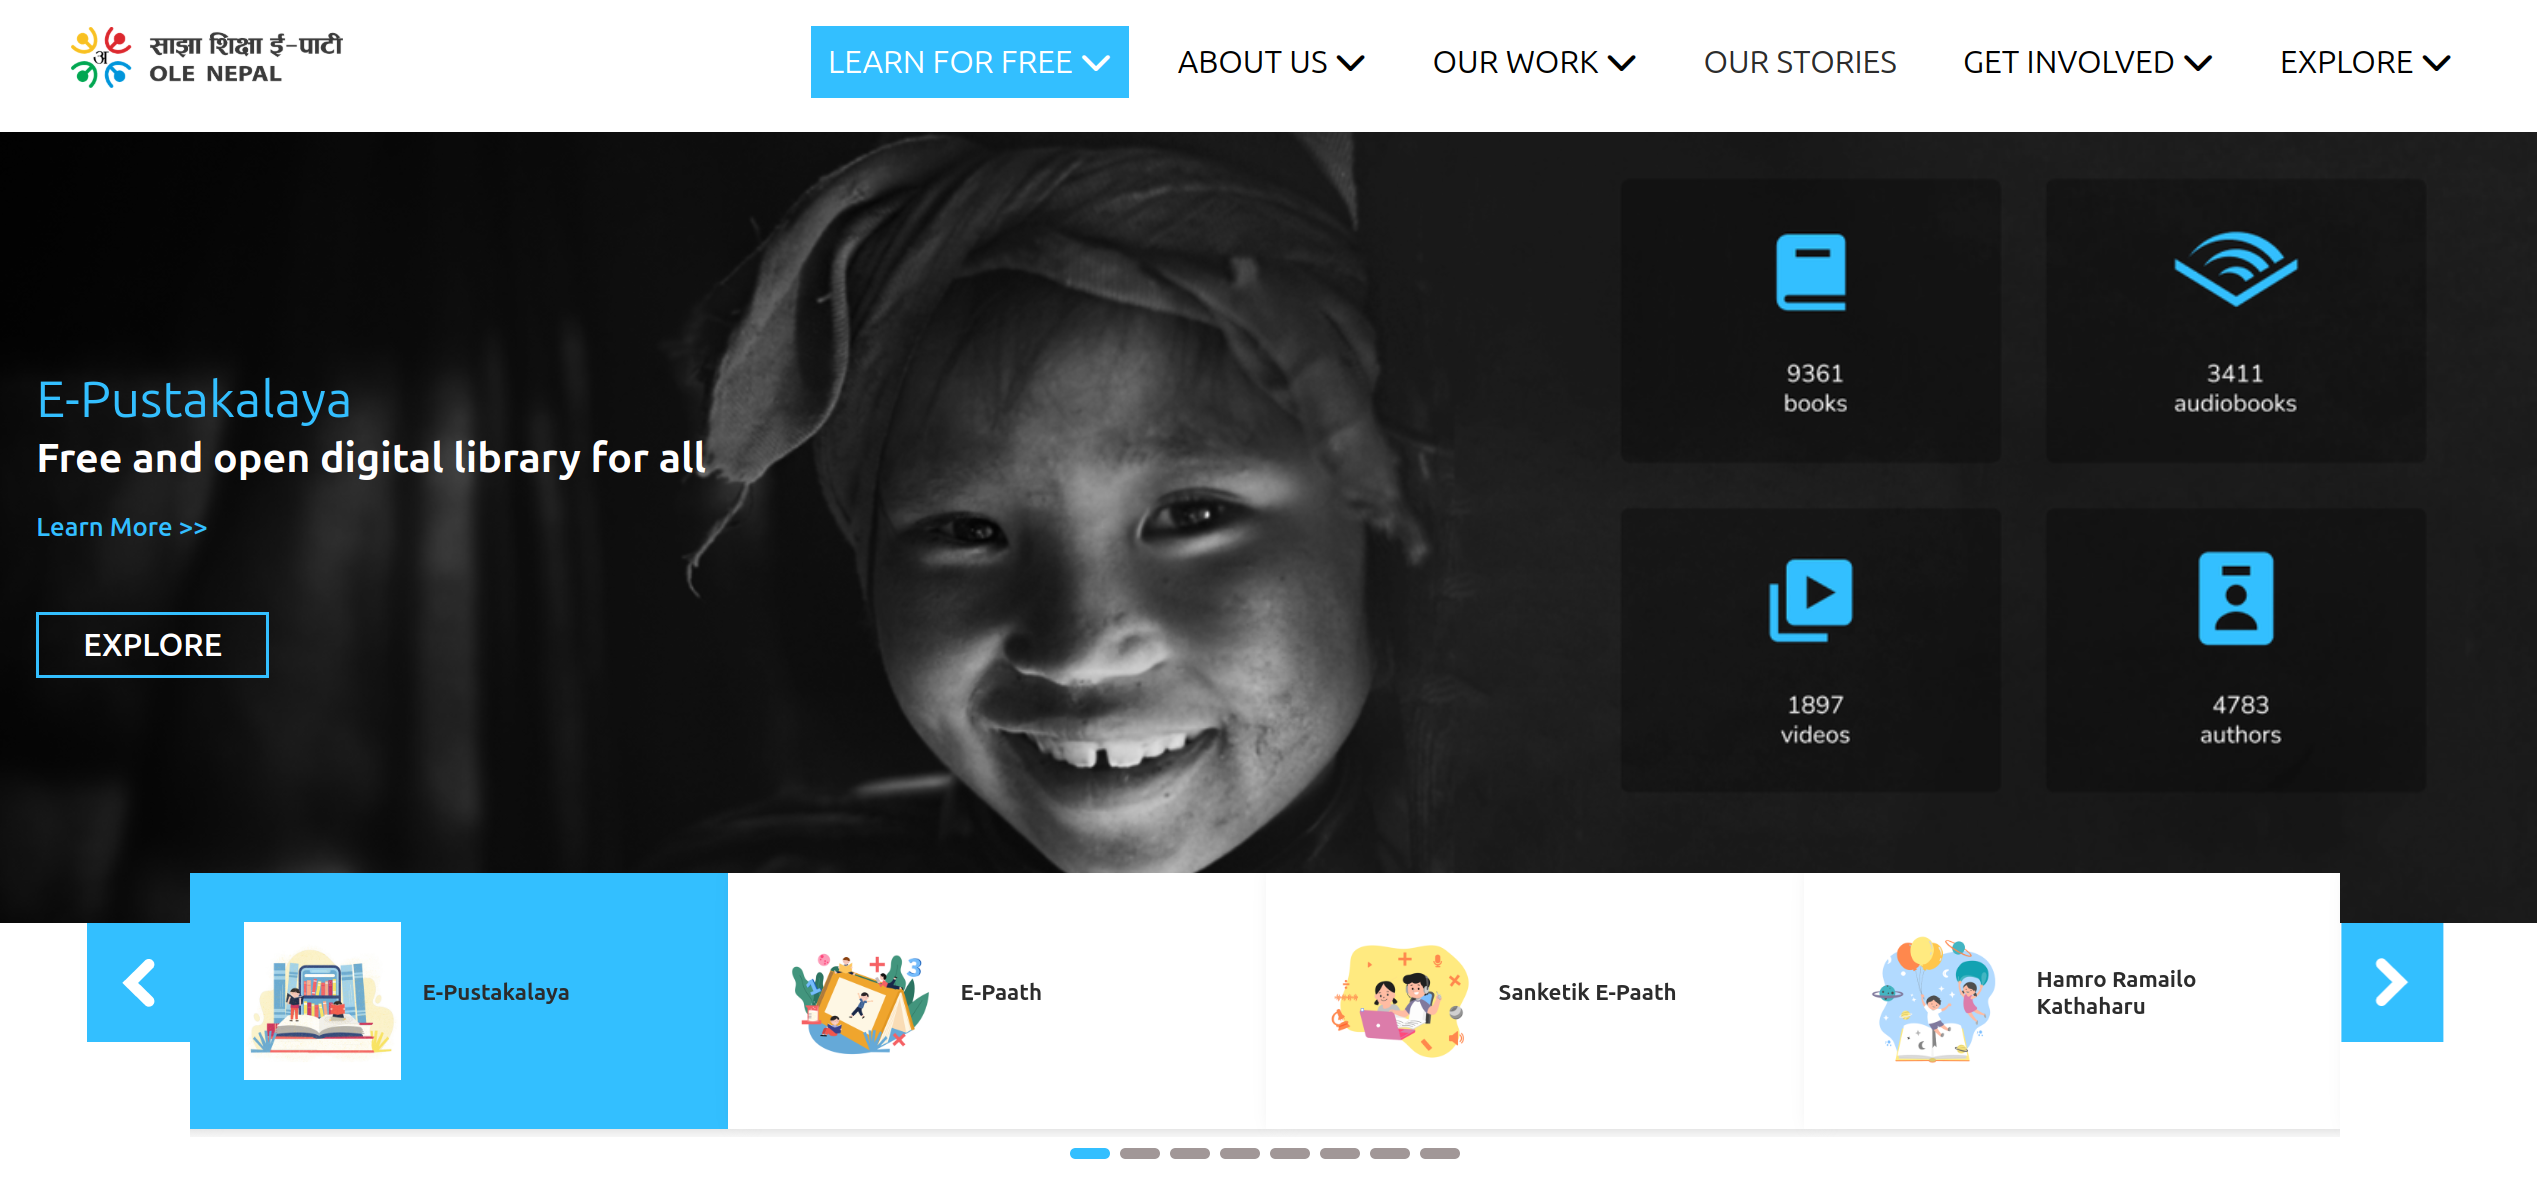 साझा शिक्षा ई-पाटी
OLE NEPAL
LEARN FOR FREE
ABOUT US
OUR WORK
OUR STORIES
GET INVOLVED
EXPLORE
E-Pustakalaya
Free and open digital library for all
Learn More >>
EXPLORE
9361
books
3411
audiobooks
1897
videos
4783
authors
E-Pustakalaya
E-Paath
Sanketik E-Paath
Hamro Ramailo
Kathaharu